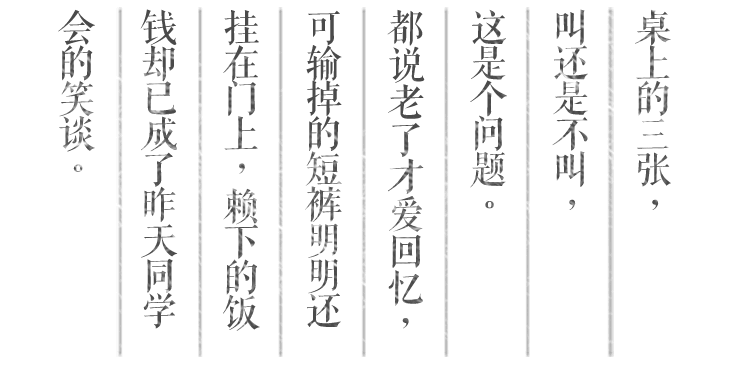 桌上的三张，
叫还是不叫，
这是个问题。
都说老了才爱回忆，
可输掉的短裤明明还
挂在门上，赖下的饭
钱却已成了昨天同学
会的笑谈。